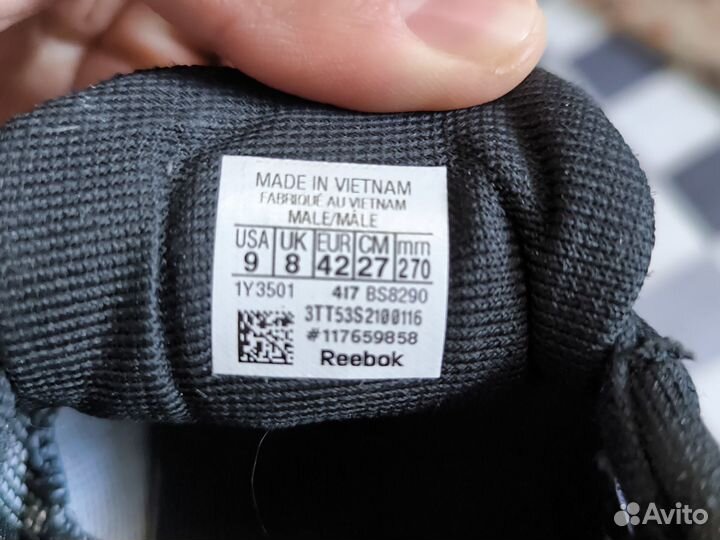 MADE IN VIETNAM
FABRIQUÉ AU VIETNAM
MALE/MÂLE
USA UK EUR CM mm
9 8 42 27 270
1Y3501 417 BS8290
3TT53S2100116
#117659858
Reebok
Avito